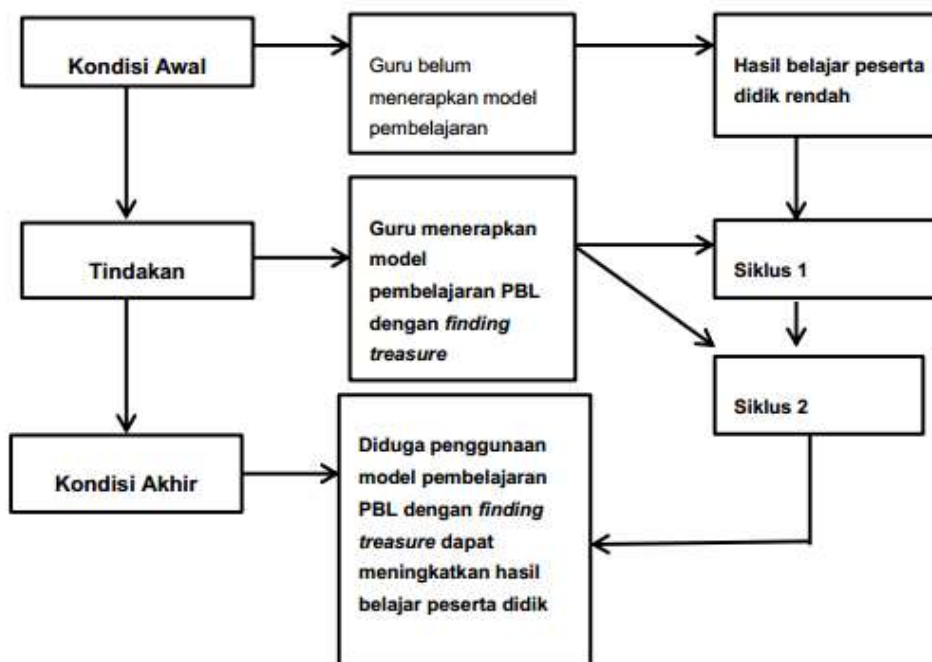 Kondisi Awal
Guru belum
menerapkan model
pembelajaran
Hasil belajar peserta
didik rendah
Tindakan
Guru menerapkan
model
pembelajaran PBL
dengan finding
treasure
Siklus 1
Siklus 2
Kondisi Akhir
Diduga penggunaan
model pembelajaran
PBL dengan finding
treasure dapat
meningkatkan hasil
belajar peserta didik